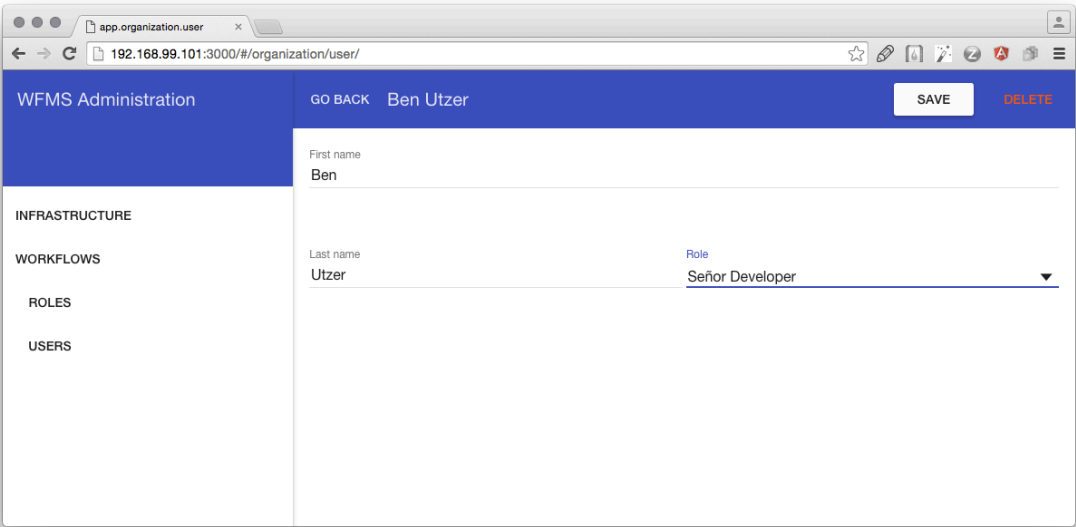 app.organization.user
192.168.99.101:3000/#/organization/user/
WFMS Administration
GO BACK Ben Utzer
SAVE
DELETE
INFRASTRUCTURE
WORKFLOWS
ROLES
USERS
First name
Ben
Last name
Utzer
Role
Señor Developer